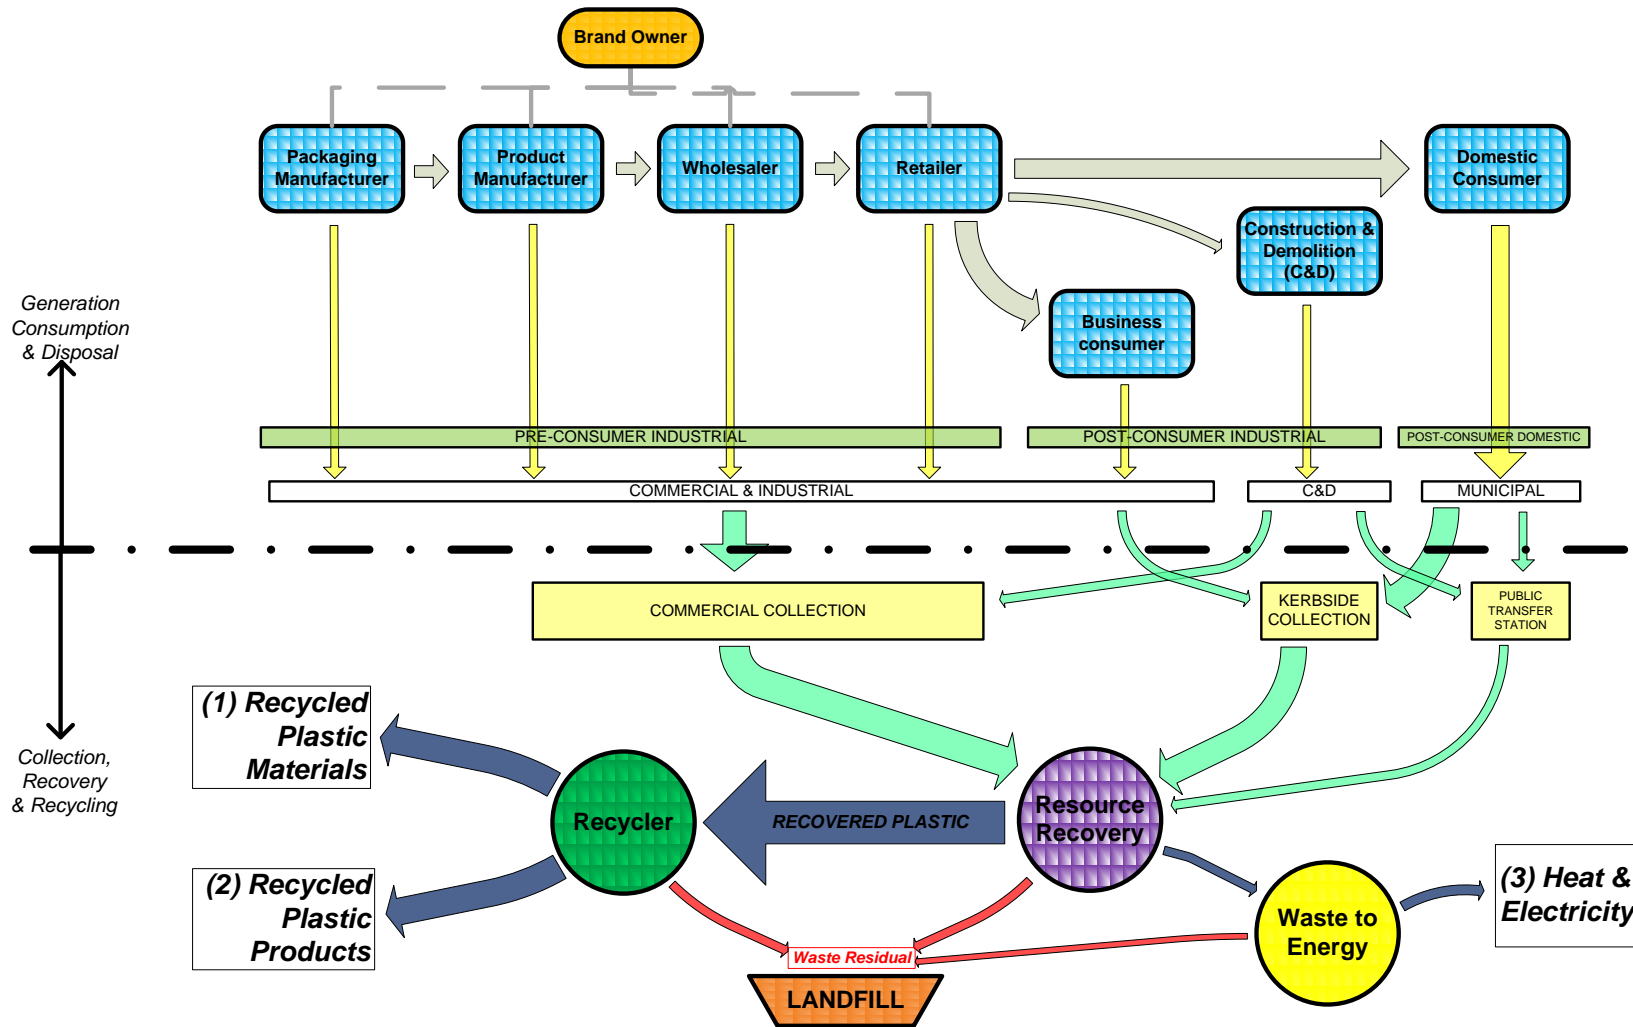 Brand Owner
Packaging
Manufacturer
Product
Manufacturer
Wholesaler
Retailer
Domestic
Consumer
Construction &
Demolition
(C&D)
Business
consumer
Generation
Consumption
& Disposal
PRE-CONSUMER INDUSTRIAL
POST-CONSUMER INDUSTRIAL
POST-CONSUMER DOMESTIC
COMMERCIAL & INDUSTRIAL
C&D
MUNICIPAL
COMMERCIAL COLLECTION
KERBSIDE
COLLECTION
PUBLIC
TRANSFER
STATION
(1) Recycled
Plastic
Materials
Collection,
Recovery
& Recycling
Recycler
RECOVERED PLASTIC
Resource
Recovery
(2) Recycled
Plastic
Products
Waste to
Energy
(3) Heat &
Electricity
Waste Residual
LANDFILL